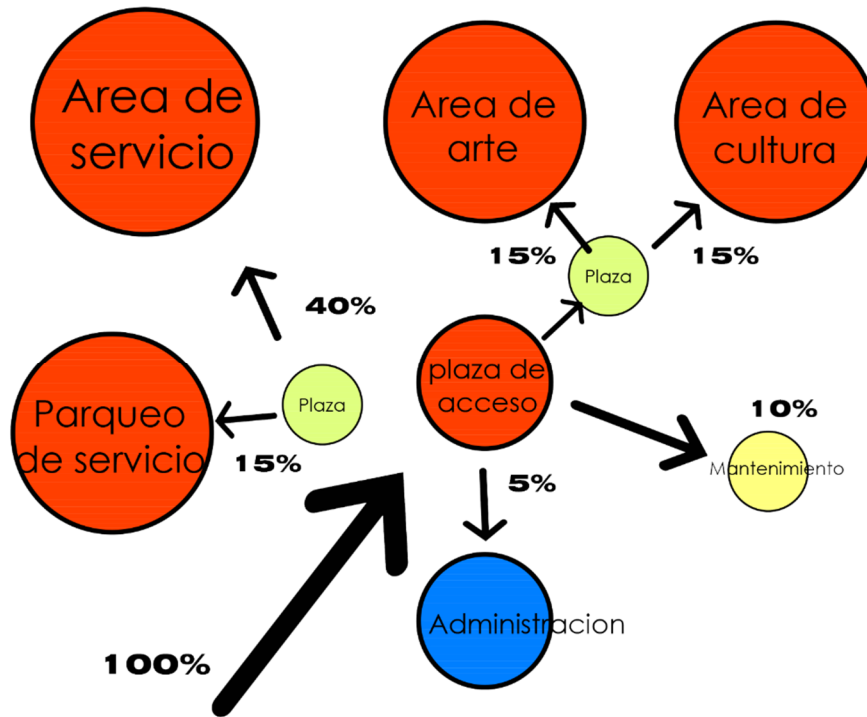 Area de
servicio
Area de
arte
Area de
cultura
15%
Plaza
15%
40%
plaza de
acceso
Parqueo
de servicio
Plaza
15%
10%
Mantenimiento
5%
Administracion
100%